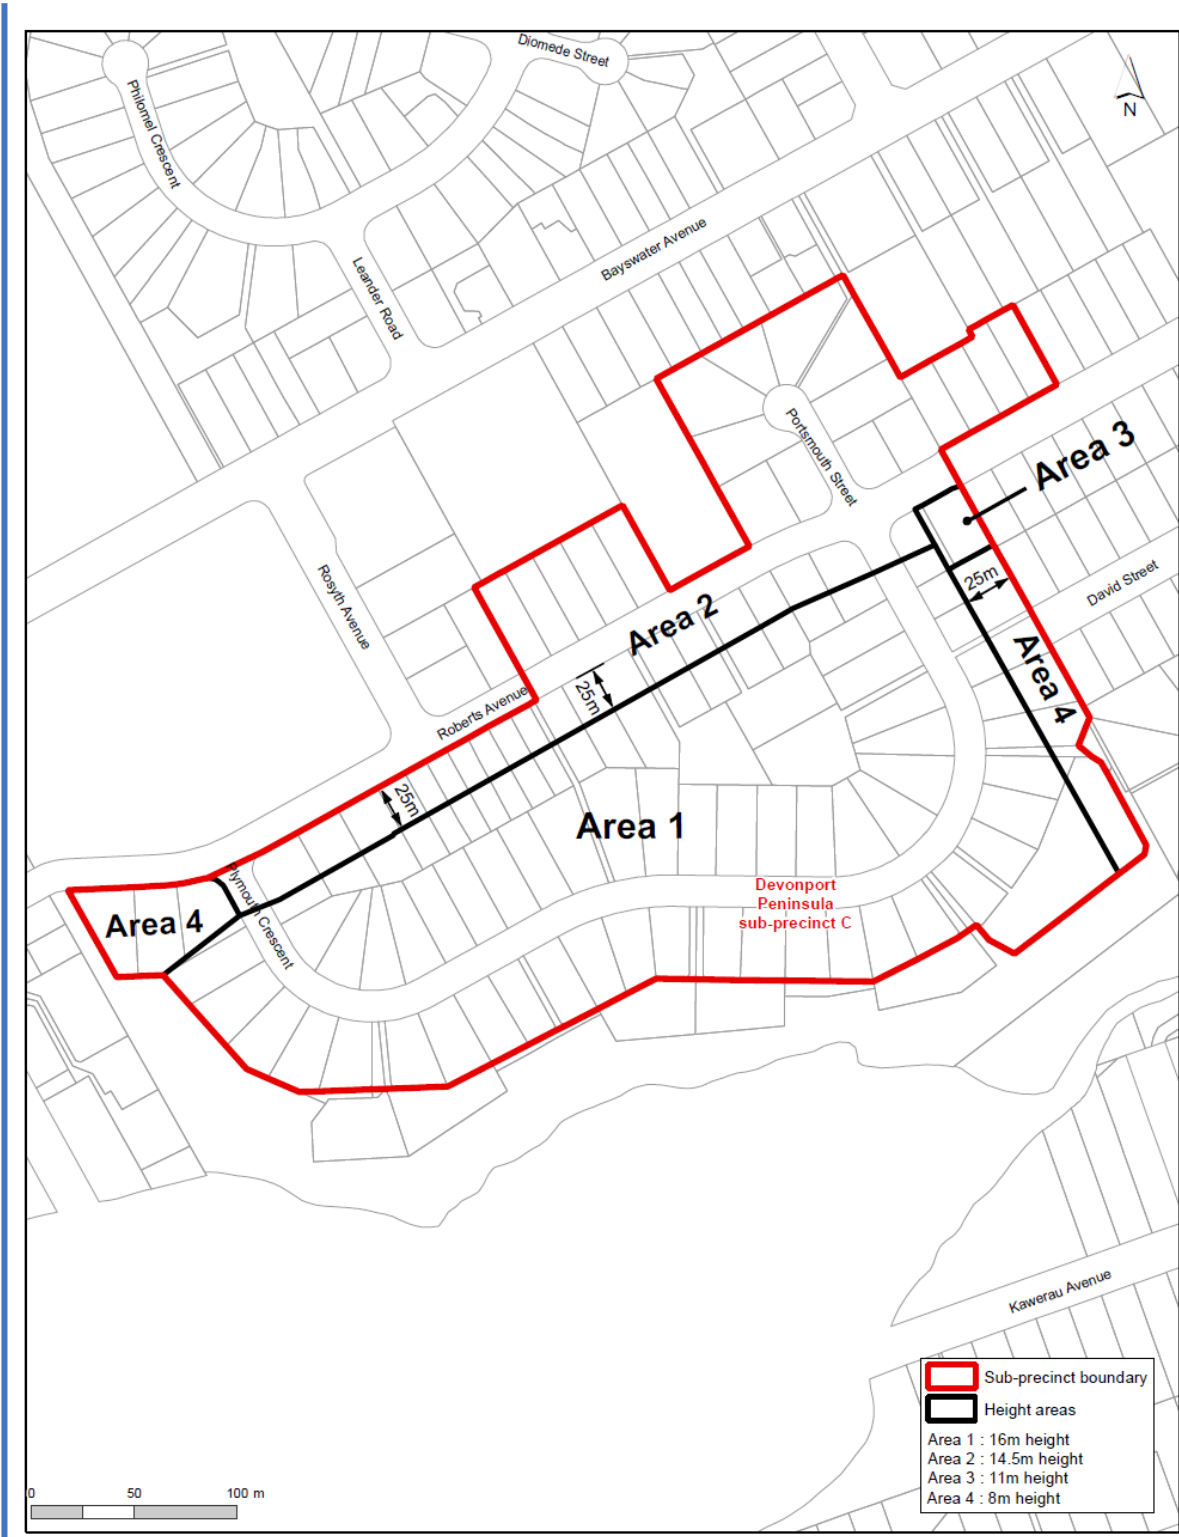 Diomede Street
Philomel Crescent
N
Bayswater Avenue
Leander Road
Portsmouth Street
Area 3
Rosyth Avenue
25m
David Street
Area 2
Area 4
25m
Roberts Avenue
25m
Area 1
Plymouth Crescent
Devonport
Peninsula
sub-precinct C
Area 4
Kawerau Avenue
Sub-precinct boundary
Height areas
Area 1 : 16m height
Area 2 : 14.5m height
Area 3 : 11m height
Area 4 : 8m height
0 50 100 m